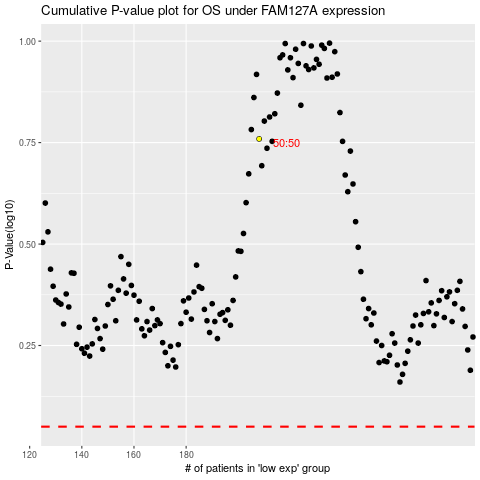 Cumulative P-value plot for OS under FAM127A expression
1.00
0.75
0.50
0.25
P-Value(log10)
50:50
120 140 160 180
# of patients in 'low exp' group